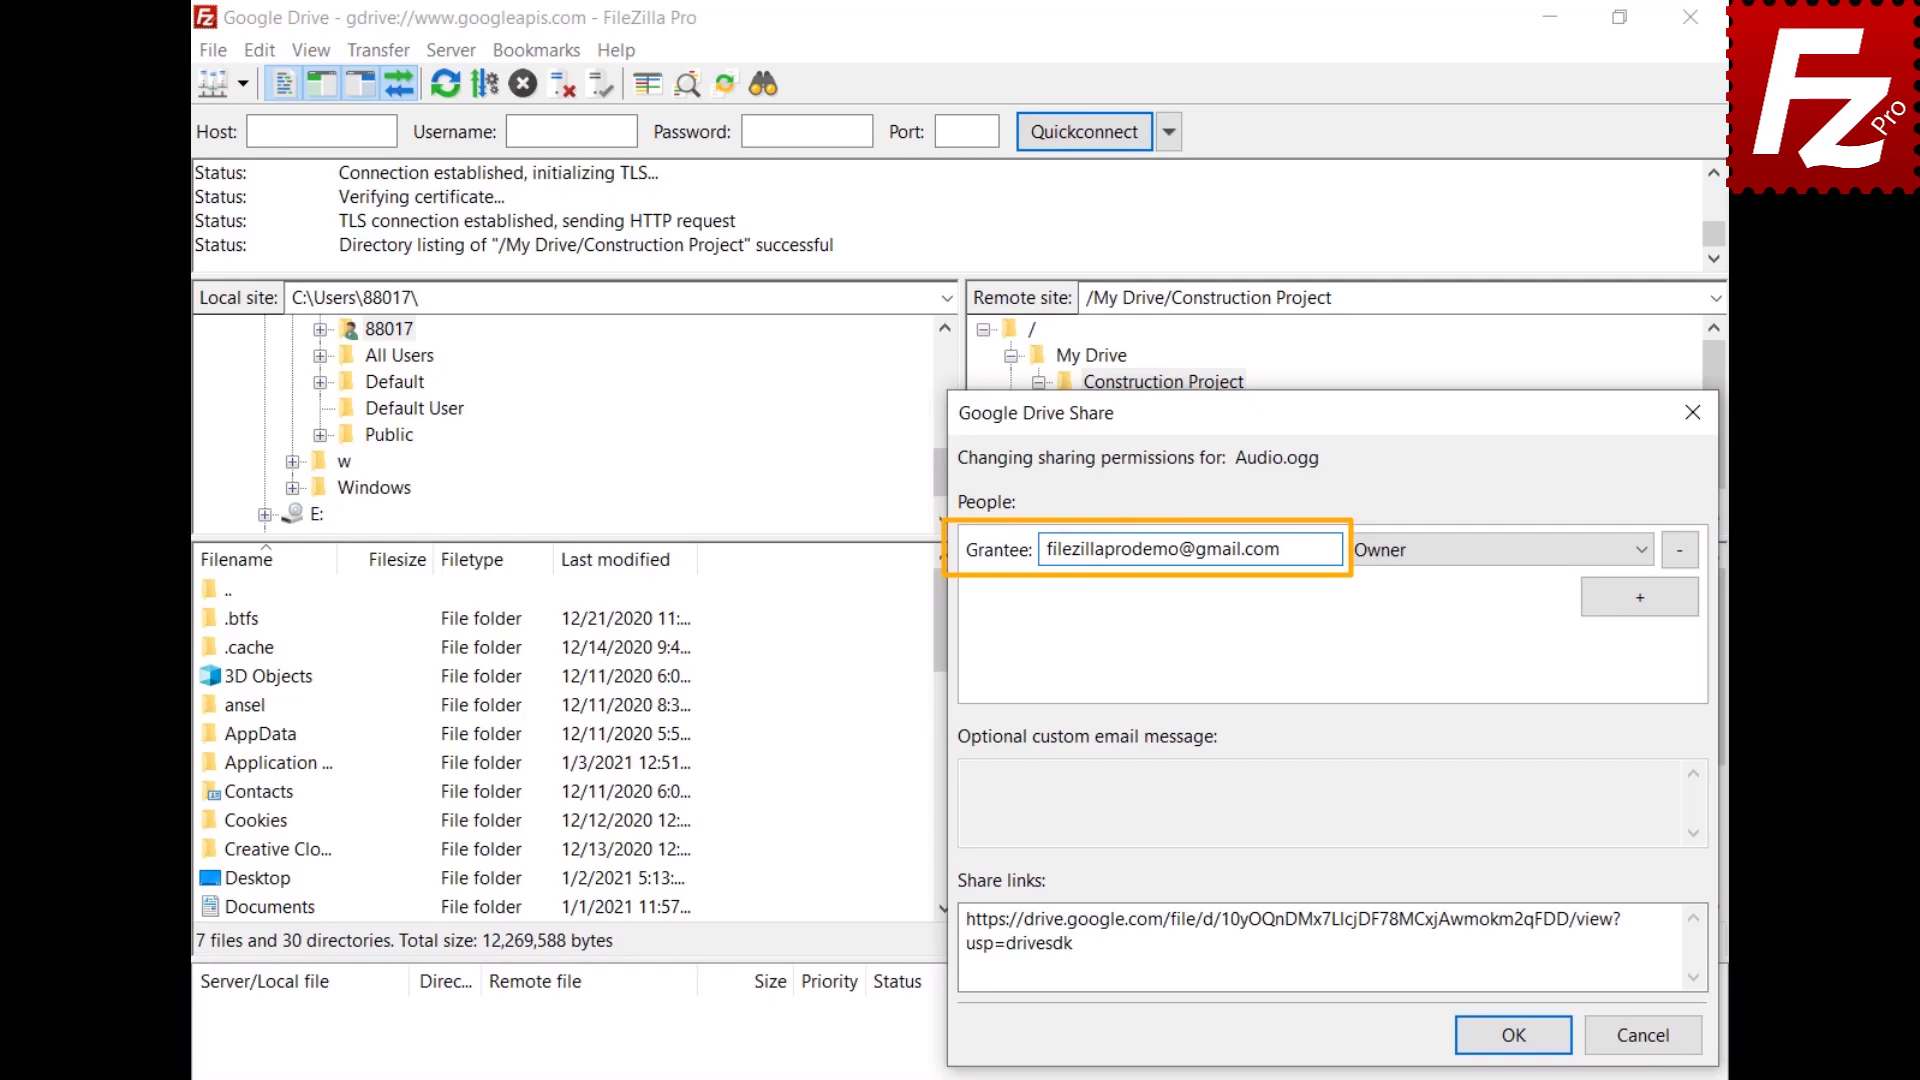 Google Drive - gdrive://www.googleapis.com - FileZilla Pro
File Edit View Transfer Server Bookmarks Help
Host: Username: Password: Port: Quickconnect
Status: Connection established, initializing TLS...
Status: Verifying certificate...
Status: TLS connection established, sending HTTP request
Status: Directory listing of "/My Drive/Construction Project" successful
Local site: C:\Users\88017\
88017
All Users
Default
Default User
Public
w
Windows
E:
Remote site: /My Drive/Construction Project
/
My Drive
Construction Project
Filename Filesize Filetype Last modified
..
.btfs File folder 12/21/2020 11:...
.cache File folder 12/14/2020 9:4...
3D Objects File folder 12/11/2020 6:0...
ansel File folder 12/11/2020 8:3...
AppData File folder 12/11/2020 5:5...
Application ... File folder 1/3/2021 12:51...
Contacts File folder 12/11/2020 6:0...
Cookies File folder 12/12/2020 12:...
Creative Clo... File folder 12/13/2020 12:...
Desktop File folder 1/2/2021 5:13:...
Documents File folder 1/1/2021 11:57...
7 files and 30 directories. Total size: 12,269,588 bytes
Server/Local file Direc... Remote file Size Priority Status
Google Drive Share
Changing sharing permissions for: Audio.ogg
People:
Grantee: filezillaprodemo@gmail.com Owner -
+
Optional custom email message:
Share links:
https://drive.google.com/file/d/10yOQnDMx7LIcjDF78MCxjAwmokm2qFDD/view?
usp=drivesdk
OK Cancel
Fz Pro